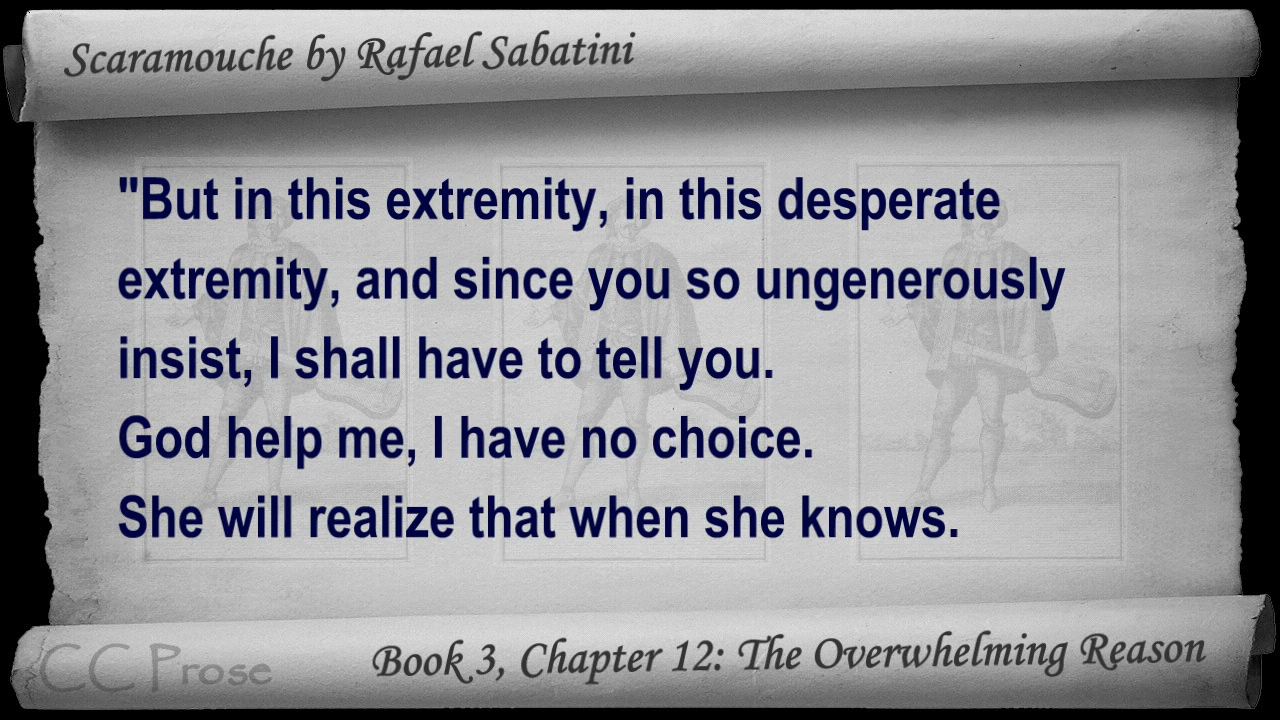 Scaramouche by Rafael Sabatini
"But in this extremity, in this desperate
extremity, and since you so ungenerously
insist, I shall have to tell you.
God help me, I have no choice.
She will realize that when she knows.
CC Prose
Book 3, Chapter 12: The Overwhelming Reason